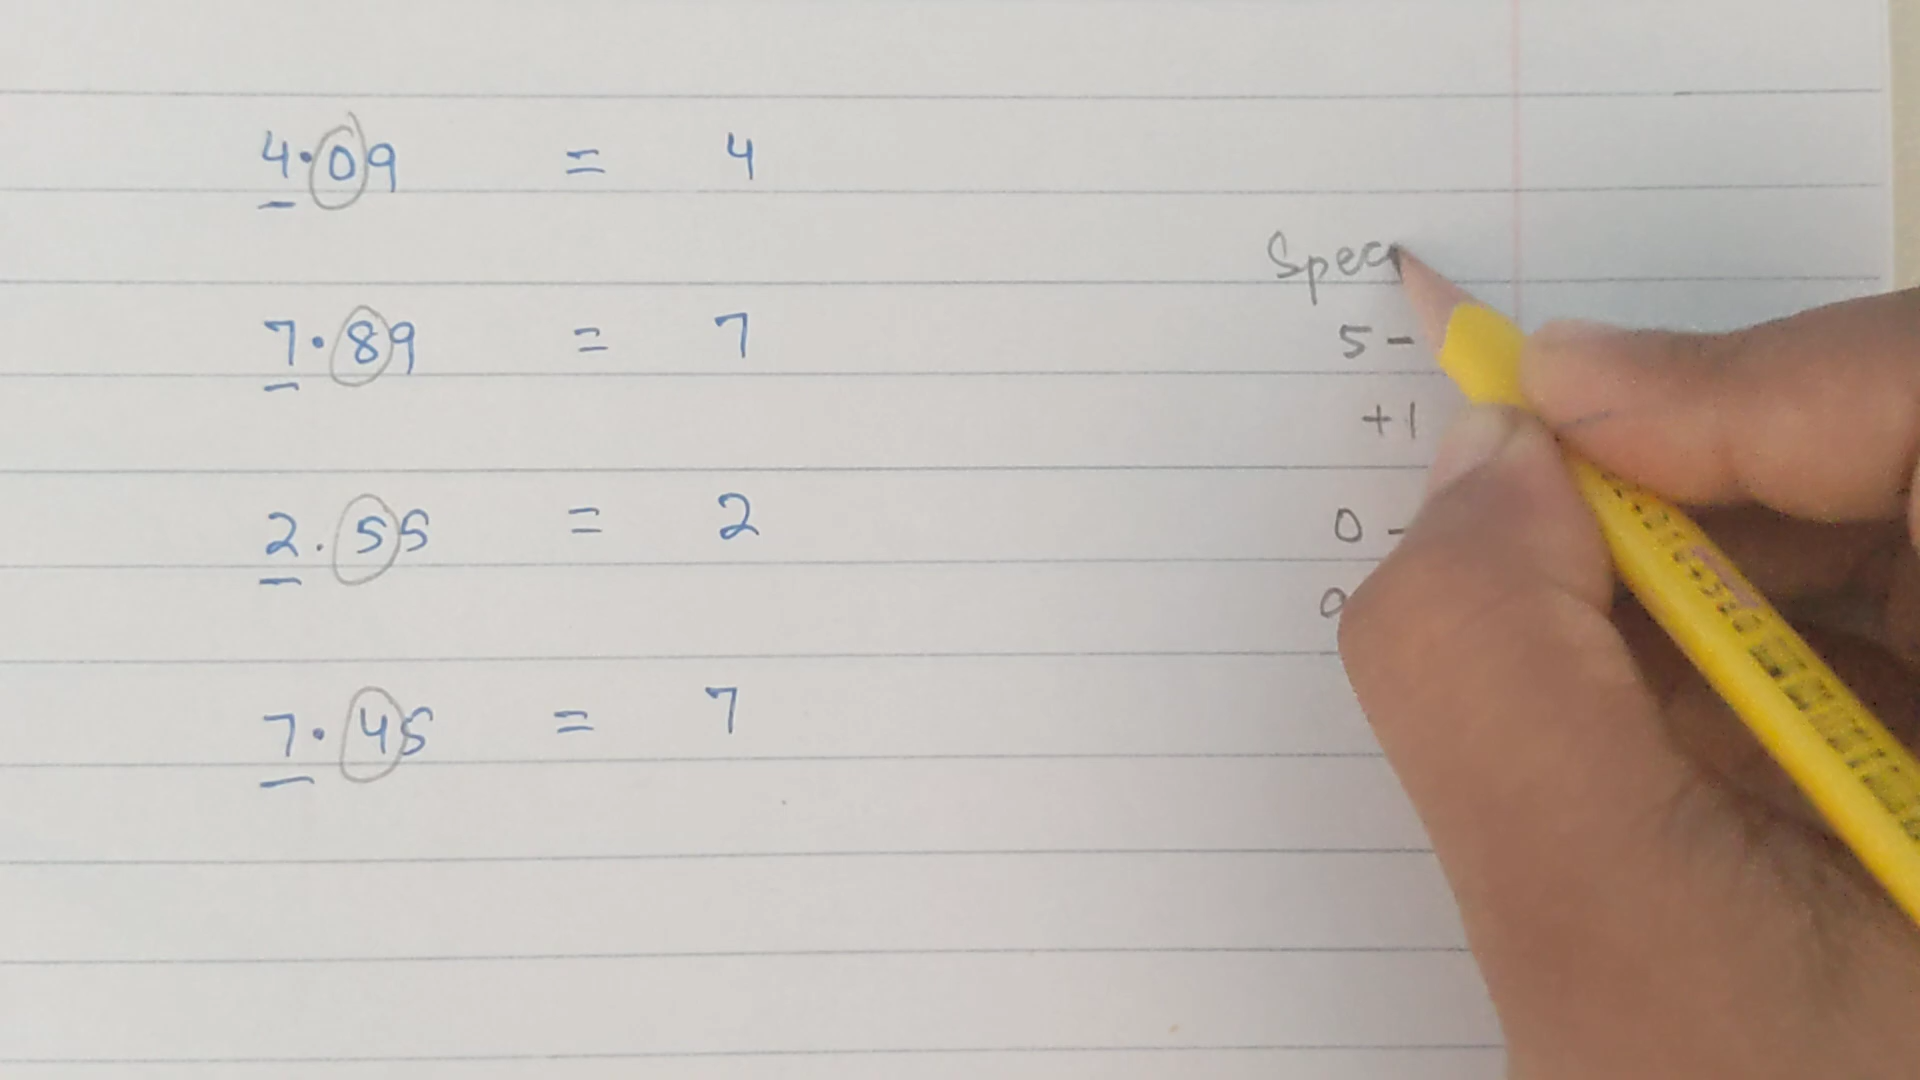 4.09 = 4
7.89 = 7
2.55 = 2
7.45 = 7
Spec
5 -
+1
0 -